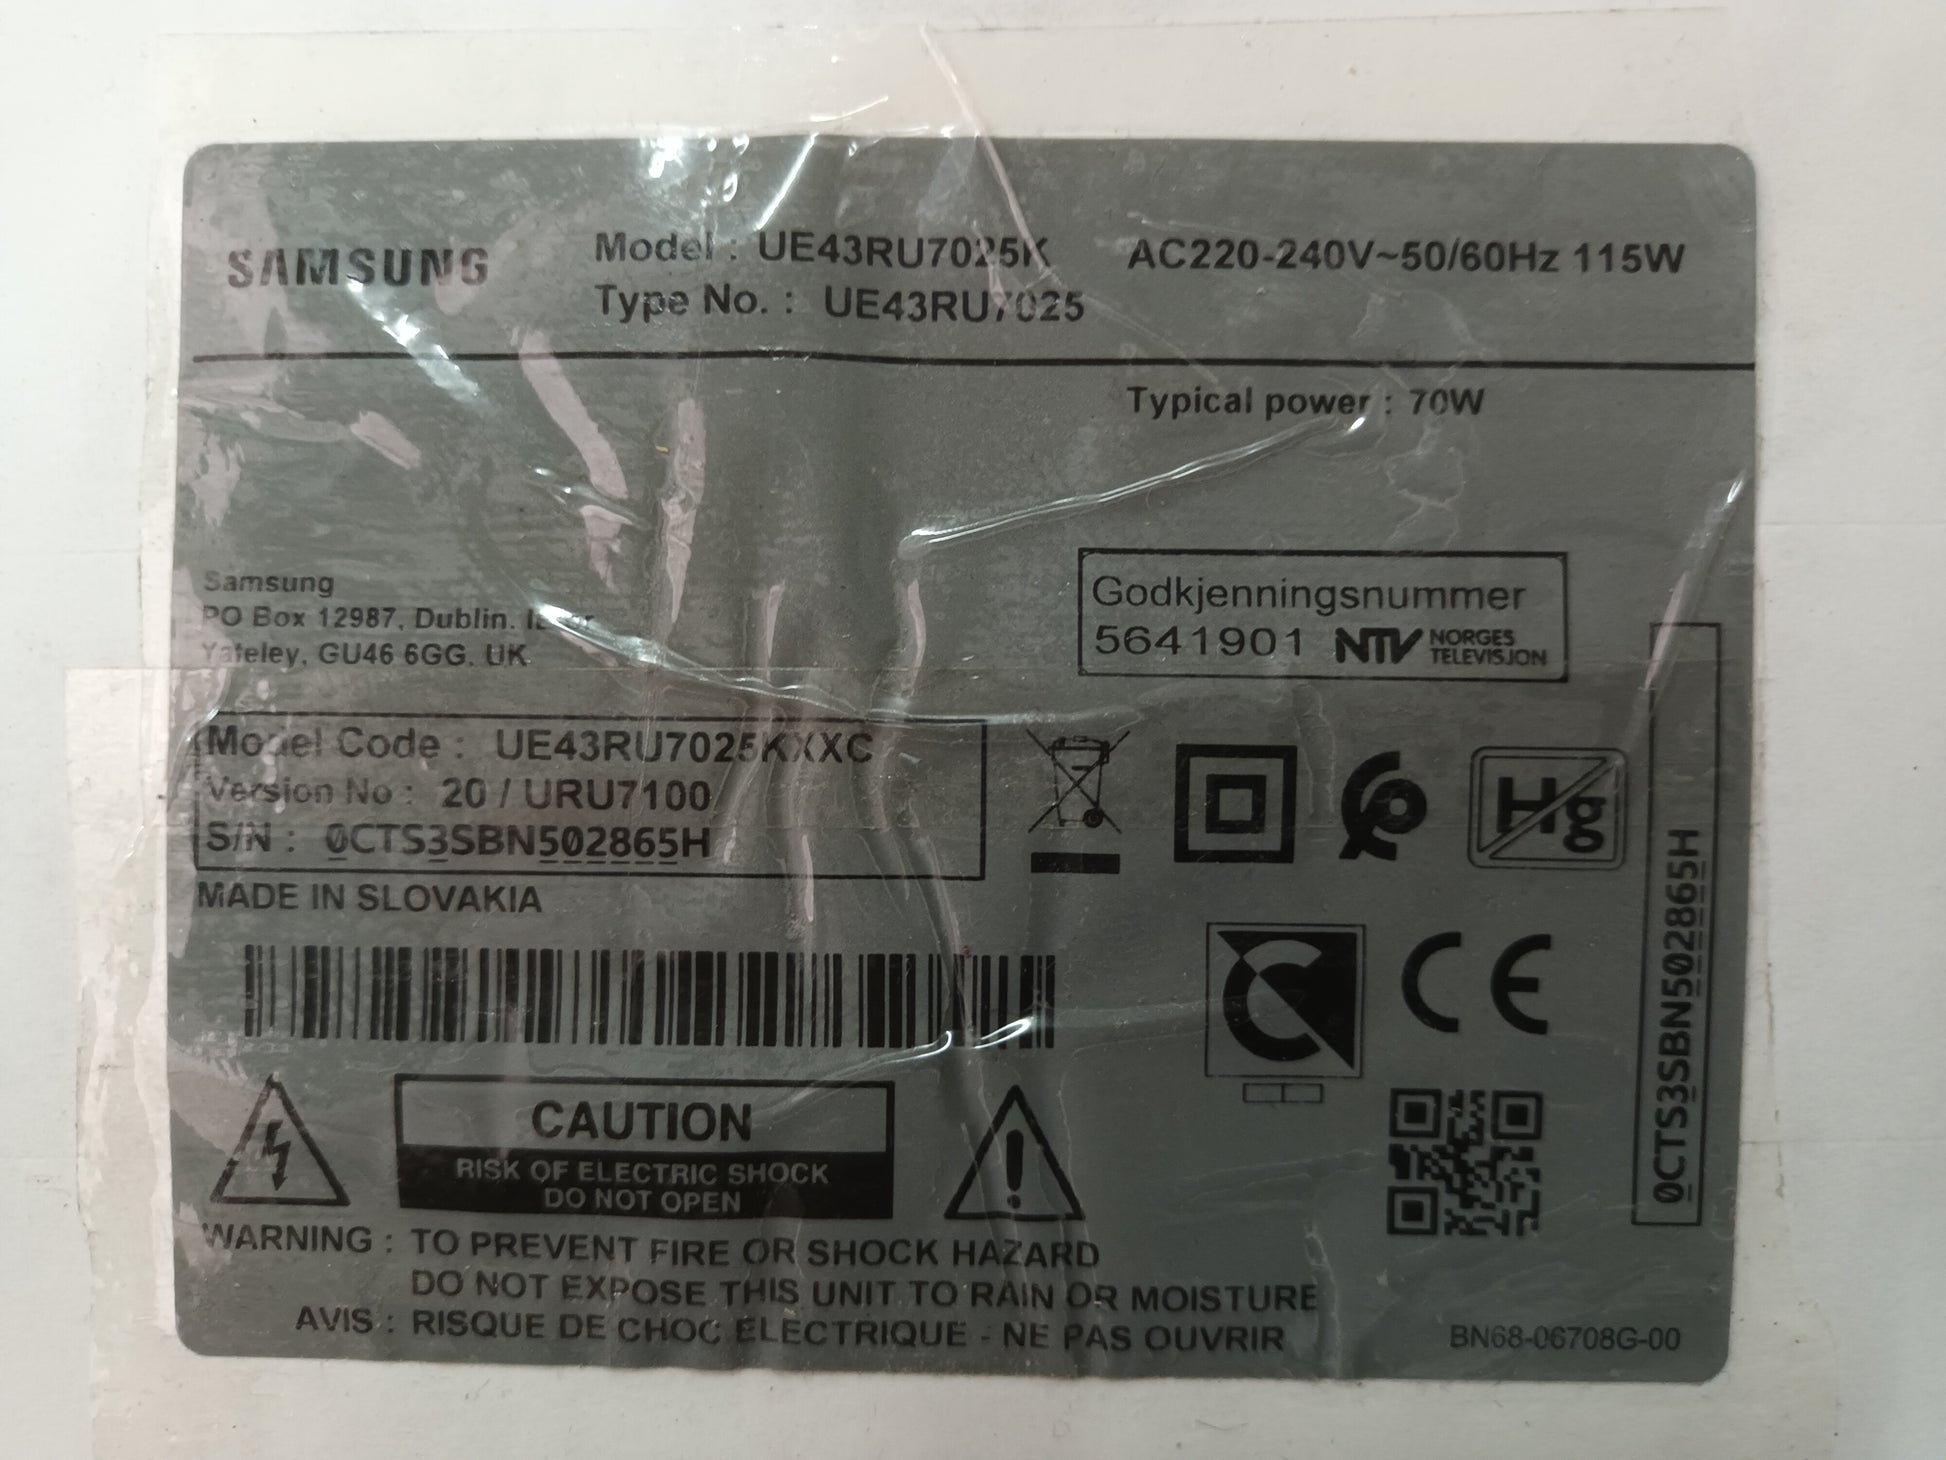 SAMSUNG
Model : UE43RU7025K
Type No. : UE43RU7025
AC220-240V~50/60Hz 115W
Typical power : 70W
Samsung
PO Box 12987, Dublin.
Yateley, GU46 6GG. UK
Godkjenningsnummer
5641901 NTV NORGES
TELEVISJON
Model Code : UE43RU7025KXXC
Version No : 20 / URU7100
S/N : 0CTS3SBN502865H
MADE IN SLOVAKIA
Hg
CE
0CTS3SBN502865H
CAUTION
RISK OF ELECTRIC SHOCK
DO NOT OPEN
WARNING : TO PREVENT FIRE OR SHOCK HAZARD
DO NOT EXPOSE THIS UNIT TO RAIN OR MOISTURE
AVIS : RISQUE DE CHOC ELECTRIQUE - NE PAS OUVRIR
BN68-06708G-00